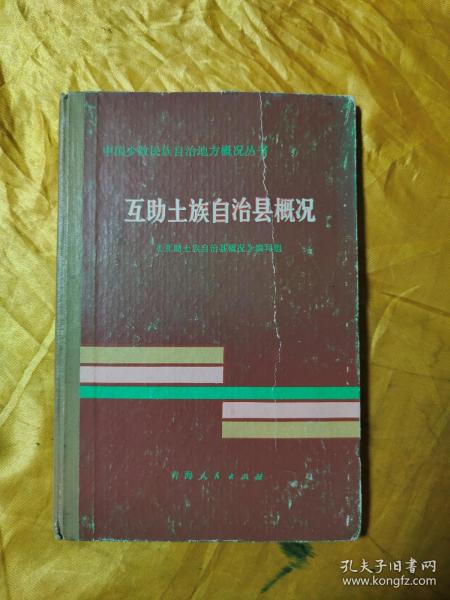 中国少数民族自治地方概况丛书
互助土族自治县概况
《互助土族自治县概况》编写组
青海人民出版社
孔夫子旧书网
www.kongfz.com